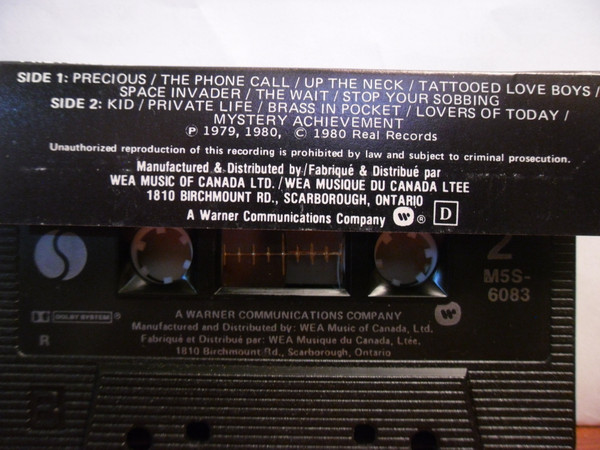 SIDE 1: PRECIOUS / THE PHONE CALL / UP THE NECK / TATTOOED LOVE BOYS /
SPACE INVADER / THE WAIT / STOP YOUR SOBBING
SIDE 2: KID / PRIVATE LIFE / BRASS IN POCKET / LOVERS OF TODAY /
MYSTERY ACHIEVEMENT
℗ 1979, 1980, © 1980 Real Records
Unauthorized reproduction of this recording is prohibited by law and subject to criminal prosecution.
Manufactured & Distributed by/Fabriqué & Distribué par
WEA MUSIC OF CANADA LTD. / WEA MUSIQUE DU CANADA LTEE
1810 BIRCHMOUNT RD., SCARBOROUGH, ONTARIO
A Warner Communications Company ® D
2
M5S-
6083
DOLBY SYSTEM ®
R
A WARNER COMMUNICATIONS COMPANY
Manufactured and Distributed by: WEA Music of Canada, Ltd.
Fabriqué et Distribué par: WEA Musique du Canada, Ltée.
1810 Birchmount Rd., Scarborough, Ontario